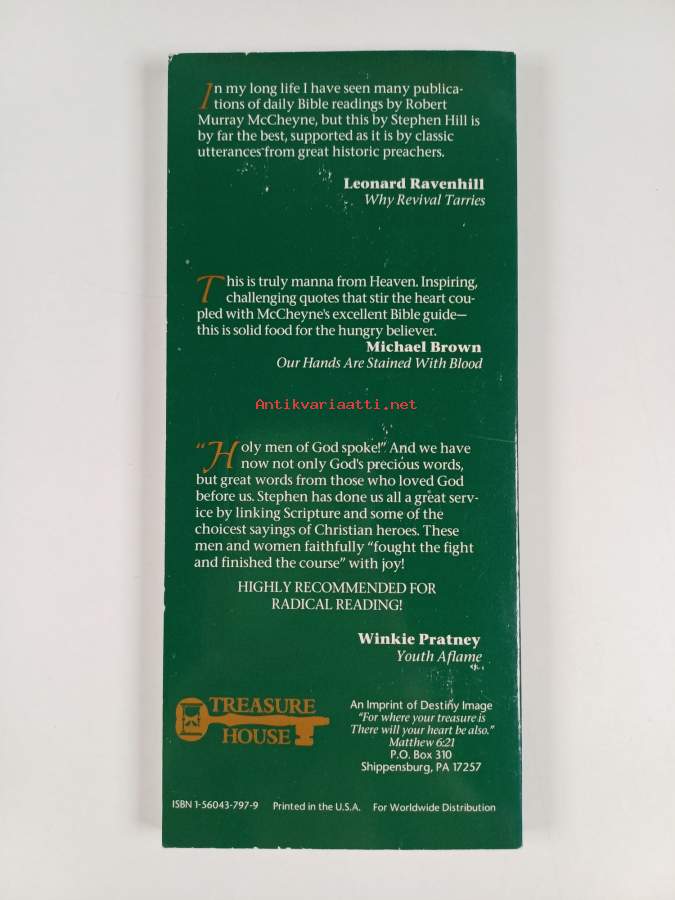 In my long life I have seen many publica-
tions of daily Bible readings by Robert
Murray McCheyne, but this by Stephen Hill is
by far the best, supported as it is by classic
utterances from great historic preachers.
Leonard Ravenhill
Why Revival Tarries
This is truly manna from Heaven. Inspiring,
challenging quotes that stir the heart cou-
pled with McCheyne's excellent Bible guide—
this is solid food for the hungry believer.
Michael Brown
Our Hands Are Stained With Blood
Antikvariaatti.net
"Holy men of God spoke!" And we have
now not only God's precious words,
but great words from those who loved God
before us. Stephen has done us all a great serv-
ice by linking Scripture and some of the
choicest sayings of Christian heroes. These
men and women faithfully "fought the fight
and finished the course" with joy!
HIGHLY RECOMMENDED FOR
RADICAL READING!
Winkie Pratney
Youth Aflame
TREASURE
HOUSE
An Imprint of Destiny Image
"For where your treasure is
There will your heart be also."
Matthew 6:21
P.O. Box 310
Shippensburg, PA 17257
ISBN 1-56043-797-9 Printed in the U.S.A. For Worldwide Distribution